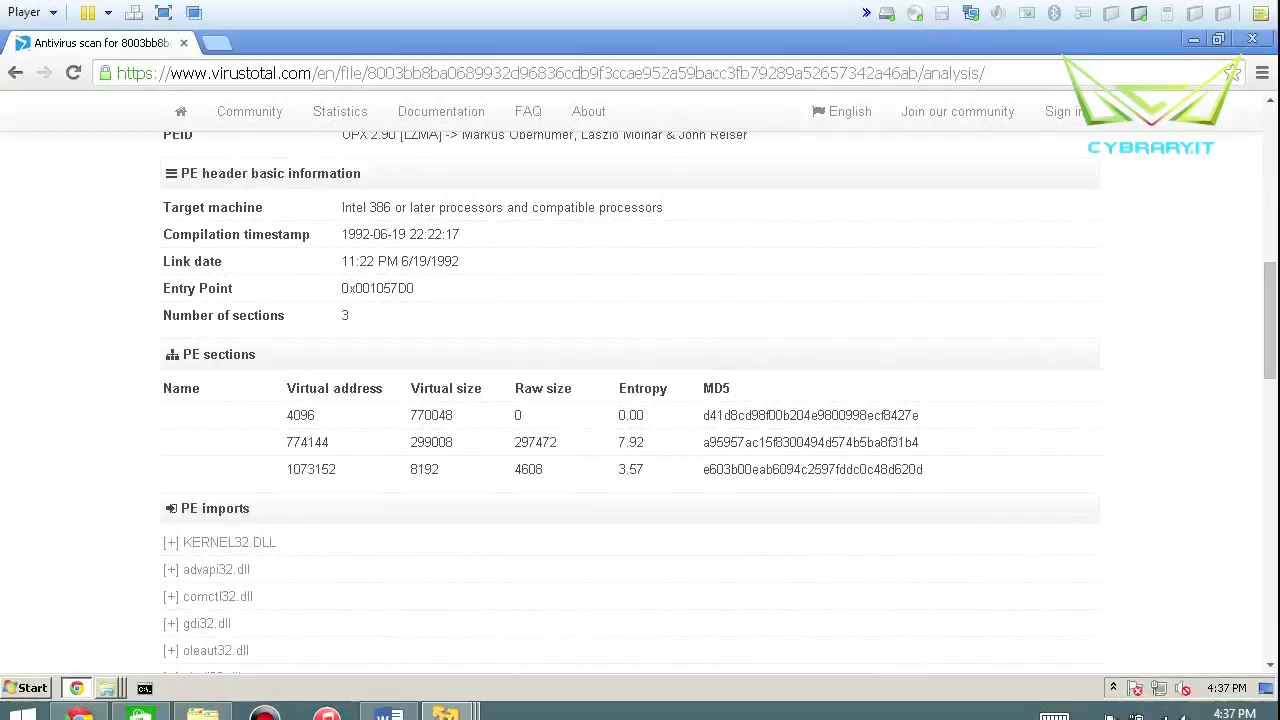 Player
Antivirus scan for 8003bb8b
https://www.virustotal.com/en/file/
/analysis/
Community Statistics Documentation FAQ About English Join our community Sign in
CYBRARY.IT
PEiD UPX 2.90 [LZMA] -> Markus Oberhumer, Laszlo Molnar & John Reiser
PE header basic information
Target machine Intel 386 or later processors and compatible processors
Compilation timestamp 1992-06-19 22:22:17
Link date 11:22 PM 6/19/1992
Entry Point 0x001057D0
Number of sections 3
PE sections
Name Virtual address Virtual size Raw size Entropy MD5
4096 770048 0 0.00 d41d8cd98f00b204e9800998ecf8427e
774144 299008 297472 7.92 a95957ac15f8300494d574b5ba8f31b4
1073152 8192 4608 3.57 e603b00eab6094c2597fddc0c48d620d
PE imports
[+] KERNEL32.DLL
[+] advapi32.dll
[+] comctl32.dll
[+] gdi32.dll
[+] oleaut32.dll
Start 4:37 PM
4:37 PM